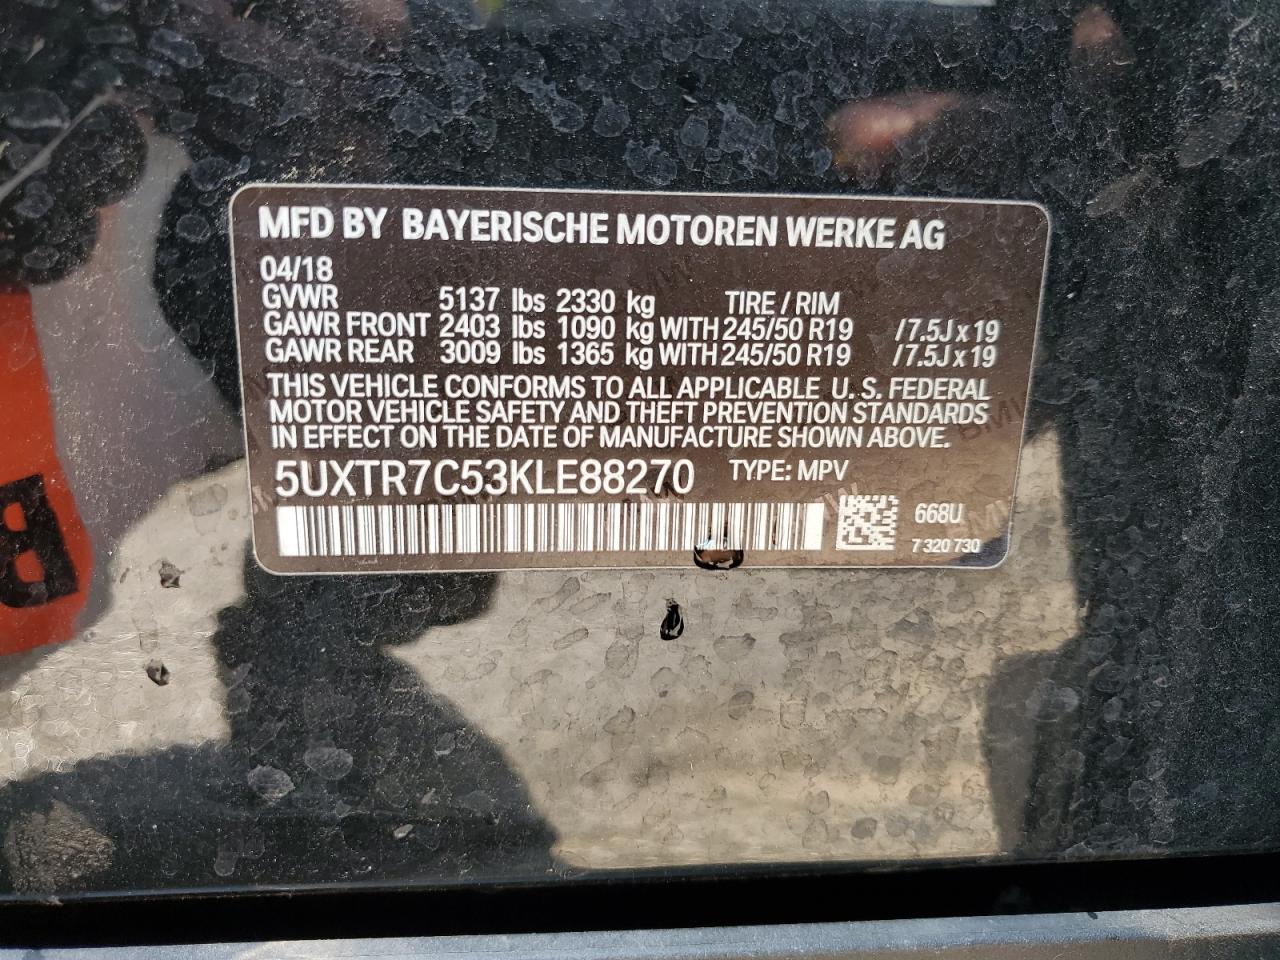 MFD BY BAYERISCHE MOTOREN WERKE AG
04/18
GVWR 5137 lbs 2330 kg TIRE / RIM
GAWR FRONT 2403 lbs 1090 kg WITH 245/50 R19 /7.5J x 19
GAWR REAR 3009 lbs 1365 kg WITH 245/50 R19 /7.5J x 19
THIS VEHICLE CONFORMS TO ALL APPLICABLE U. S. FEDERAL
MOTOR VEHICLE SAFETY AND THEFT PREVENTION STANDARDS
IN EFFECT ON THE DATE OF MANUFACTURE SHOWN ABOVE.
5UXTR7C53KLE88270 TYPE: MPV
668U
7 320 730